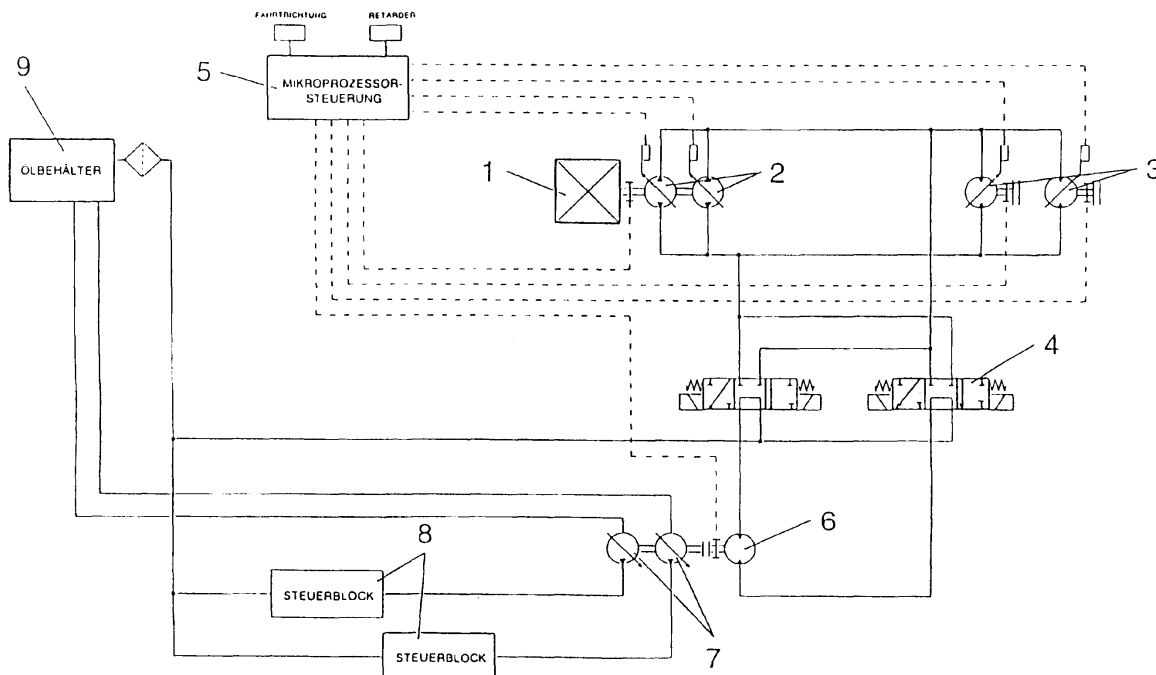 FAHRTRICHTUNG
RETARDER
9
5
MIKROPROZESSOR-
STEUERUNG
ÖLBEHÄLTER
1
2
3
4
6
8
STEUERBLOCK
STEUERBLOCK
7